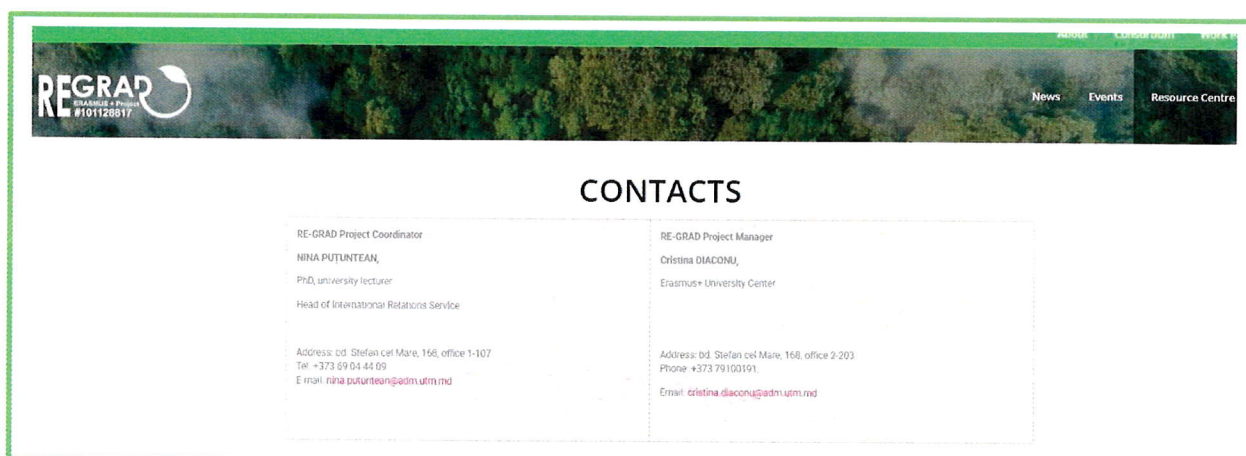 About Consortium
REGRAD
ERASMUS + Project
#101128817
News Events Resource Centre
CONTACTS
RE-GRAD Project Coordinator
NINA PUȚUNTEAN,
PhD, university lecturer
Head of International Relations Service
Address: bd. Stefan cel Mare, 168, office 1-107
Tel. +373 69 04 44 09
E-mail: nina.putuntean@adm.utm.md
RE-GRAD Project Manager
Cristina DIACONU,
Erasmus+ University Center
Address: bd. Stefan cel Mare, 168, office 2-203
Phone: +373 79100191.
Email: cristina.diaconu@adm.utm.md